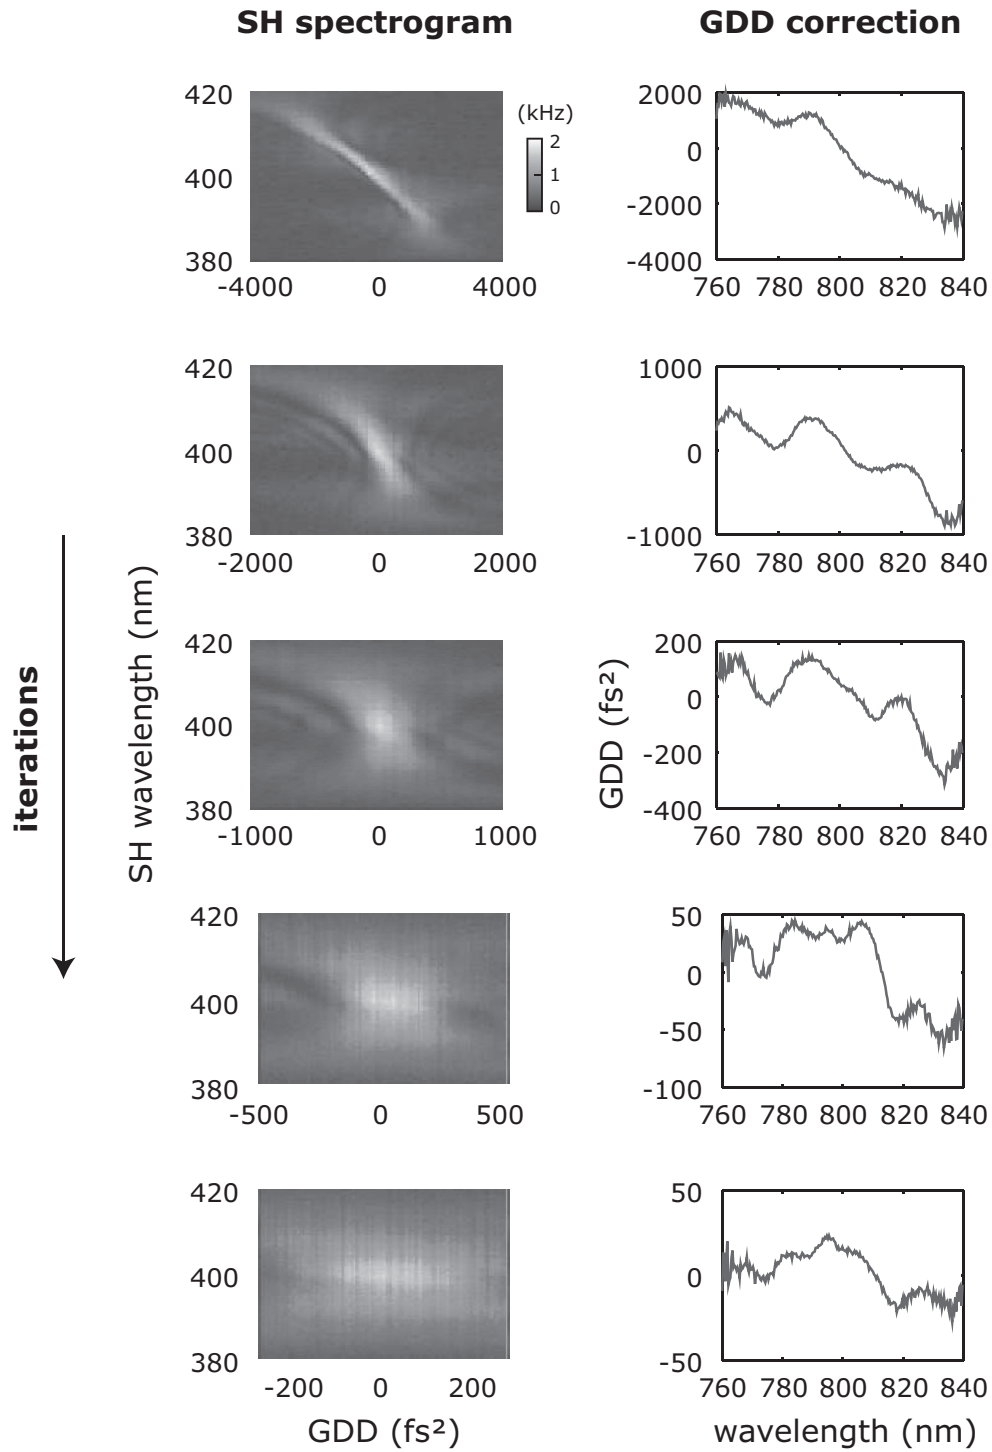 SH spectrogram
GDD correction
420
400
380
-4000 0 4000
(kHz)
2
1
0
2000
0
-2000
-4000
760 780 800 820 840
420
400
380
-2000 0 2000
1000
0
-1000
760 780 800 820 840
iterations
SH wavelength (nm)
420
400
380
-1000 0 1000
GDD (fs²)
200
0
-200
-400
760 780 800 820 840
420
400
380
-500 0 500
50
0
-50
-100
760 780 800 820 840
420
400
380
-200 0 200
GDD (fs²)
50
0
-50
760 780 800 820 840
wavelength (nm)